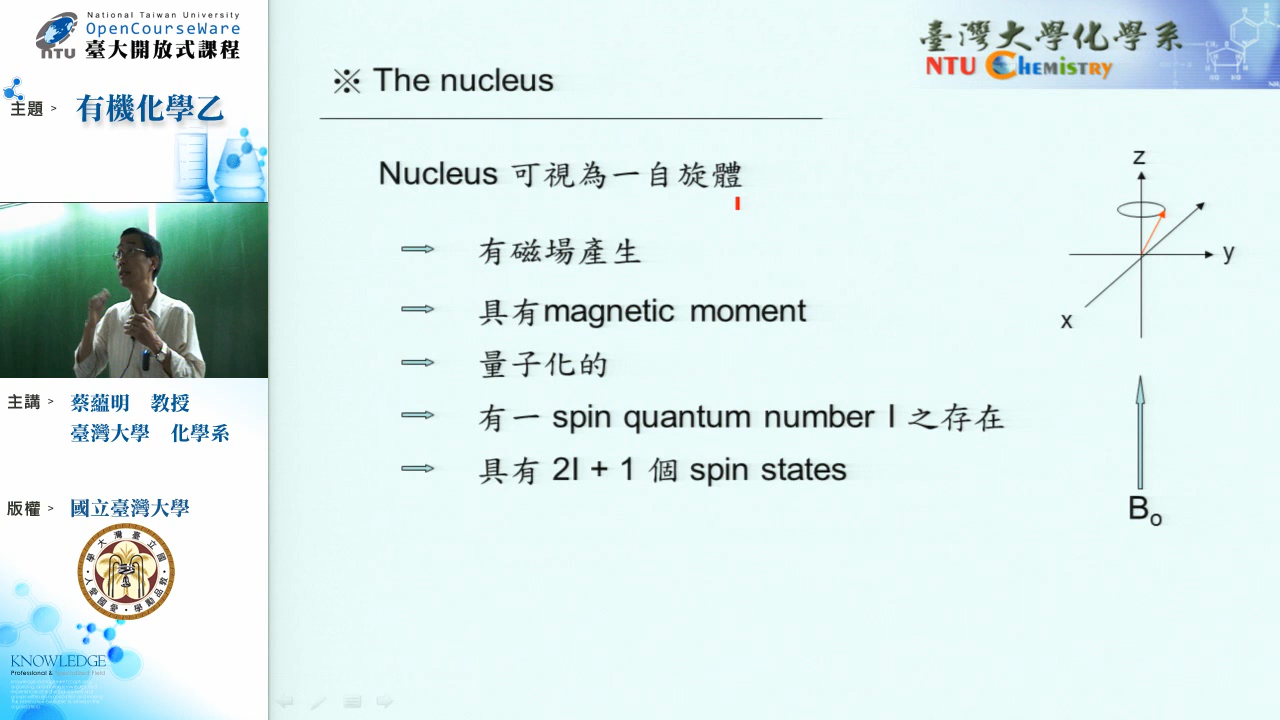 National Taiwan University
OpenCourseWare
NTU 臺大開放式課程
主題 > 有機化學乙
主講 > 蔡蘊明 教授
臺灣大學 化學系
版權 > 國立臺灣大學
KNOWLEDGE
臺灣大學化學系
NTU Chemistry
※ The nucleus
Nucleus 可視為一自旋體
有磁場產生
具有magnetic moment
量子化的
有一 spin quantum number I 之存在
具有 2I + 1 個 spin states
z
y
x
Bo